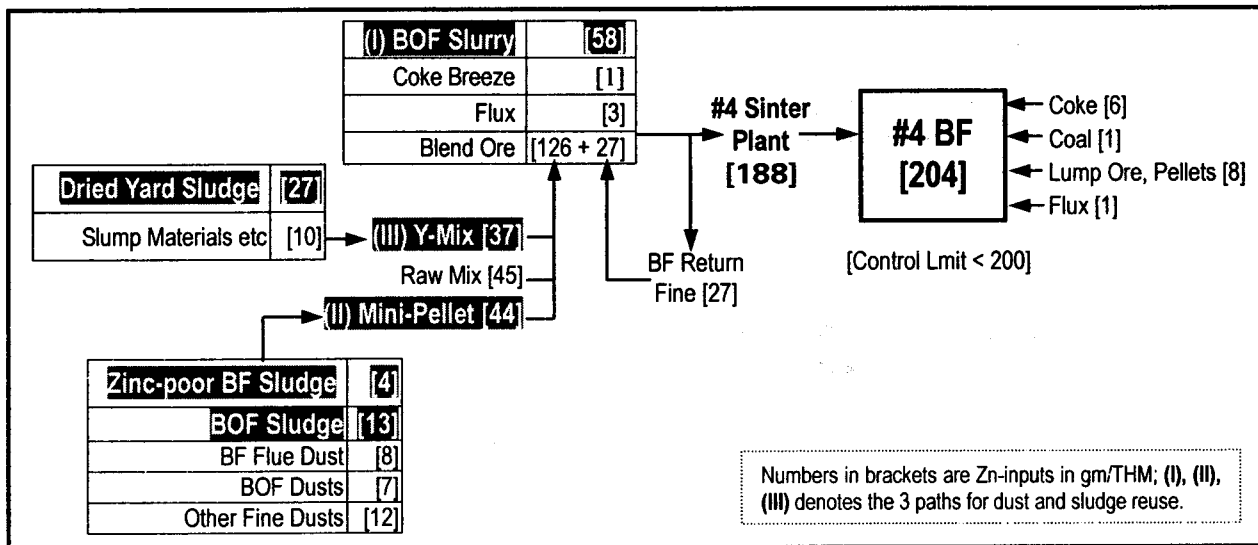 (I) BOF Slurry [58]
Coke Breeze [1]
Flux [3]
Blend Ore [126 + 27]
#4 Sinter
Plant
[188]
#4 BF
[204]
Coke [6]
Coal [1]
Lump Ore, Pellets [8]
Flux [1]
[Control Lmit < 200]
Dried Yard Sludge [27]
Slump Materials etc [10]
(III) Y-Mix [37]
Raw Mix [45]
(II) Mini-Pellet [44]
BF Return
Fine [27]
Zinc-poor BF Sludge [4]
BOF Sludge [13]
BF Flue Dust [8]
BOF Dusts [7]
Other Fine Dusts [12]
Numbers in brackets are Zn-inputs in gm/THM; (I), (II),
(III) denotes the 3 paths for dust and sludge reuse.